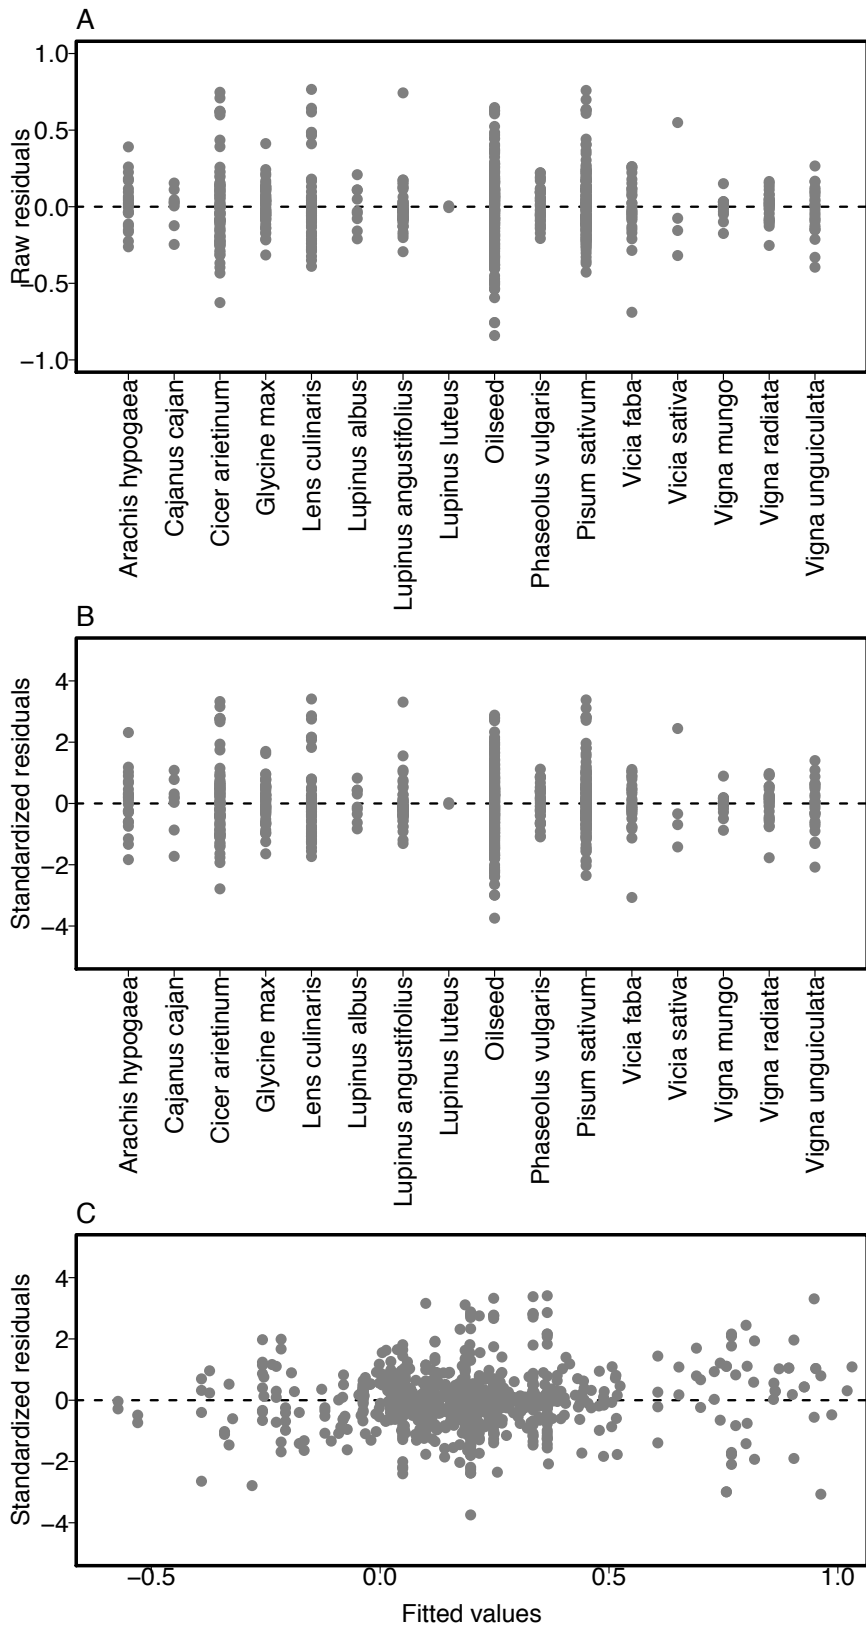 A
Raw residuals
1.0
0.5
0.0
−0.5
−1.0
Arachis hypogaea
Cajanus cajan
Cicer arietinum
Glycine max
Lens culinaris
Lupinus albus
Lupinus angustifolius
Lupinus luteus
Oilseed
Phaseolus vulgaris
Pisum sativum
Vicia faba
Vicia sativa
Vigna mungo
Vigna radiata
Vigna unguiculata
B
Standardized residuals
4
2
0
−2
−4
Arachis hypogaea
Cajanus cajan
Cicer arietinum
Glycine max
Lens culinaris
Lupinus albus
Lupinus angustifolius
Lupinus luteus
Oilseed
Phaseolus vulgaris
Pisum sativum
Vicia faba
Vicia sativa
Vigna mungo
Vigna radiata
Vigna unguiculata
C
Standardized residuals
4
2
0
−2
−4
−0.5 0.0 0.5 1.0
Fitted values